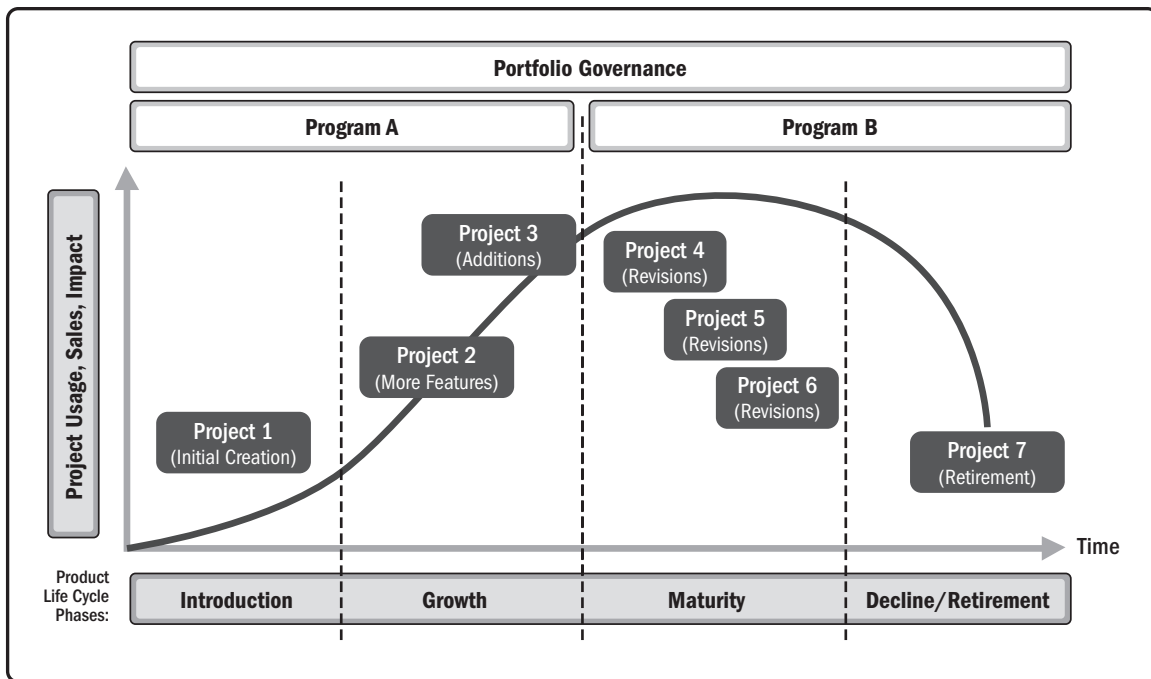 Portfolio Governance
Program A
Program B
Project Usage, Sales, Impact
Project 3
(Additions)
Project 4
(Revisions)
Project 5
(Revisions)
Project 2
(More Features)
Project 6
(Revisions)
Project 1
(Initial Creation)
Project 7
(Retirement)
Time
Product
Life Cycle
Phases:
Introduction
Growth
Maturity
Decline/Retirement